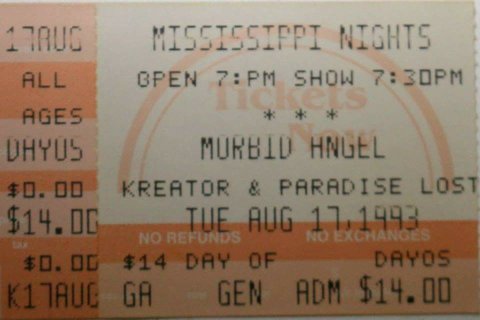 17AUG
ALL
AGES
DAYOS
$0.00
$14.00
TAX
$0.00
K17AUG
MISSISSIPPI NIGHTS
OPEN 7:PM SHOW 7:30PM
Tickets
Now
* * *
MORBID ANGEL
KREATOR & PARADISE LOST
TUE AUG 17,1993
NO REFUNDS NO EXCHANGES
$14 DAY OF DAYOS
GA GEN ADM $14.00